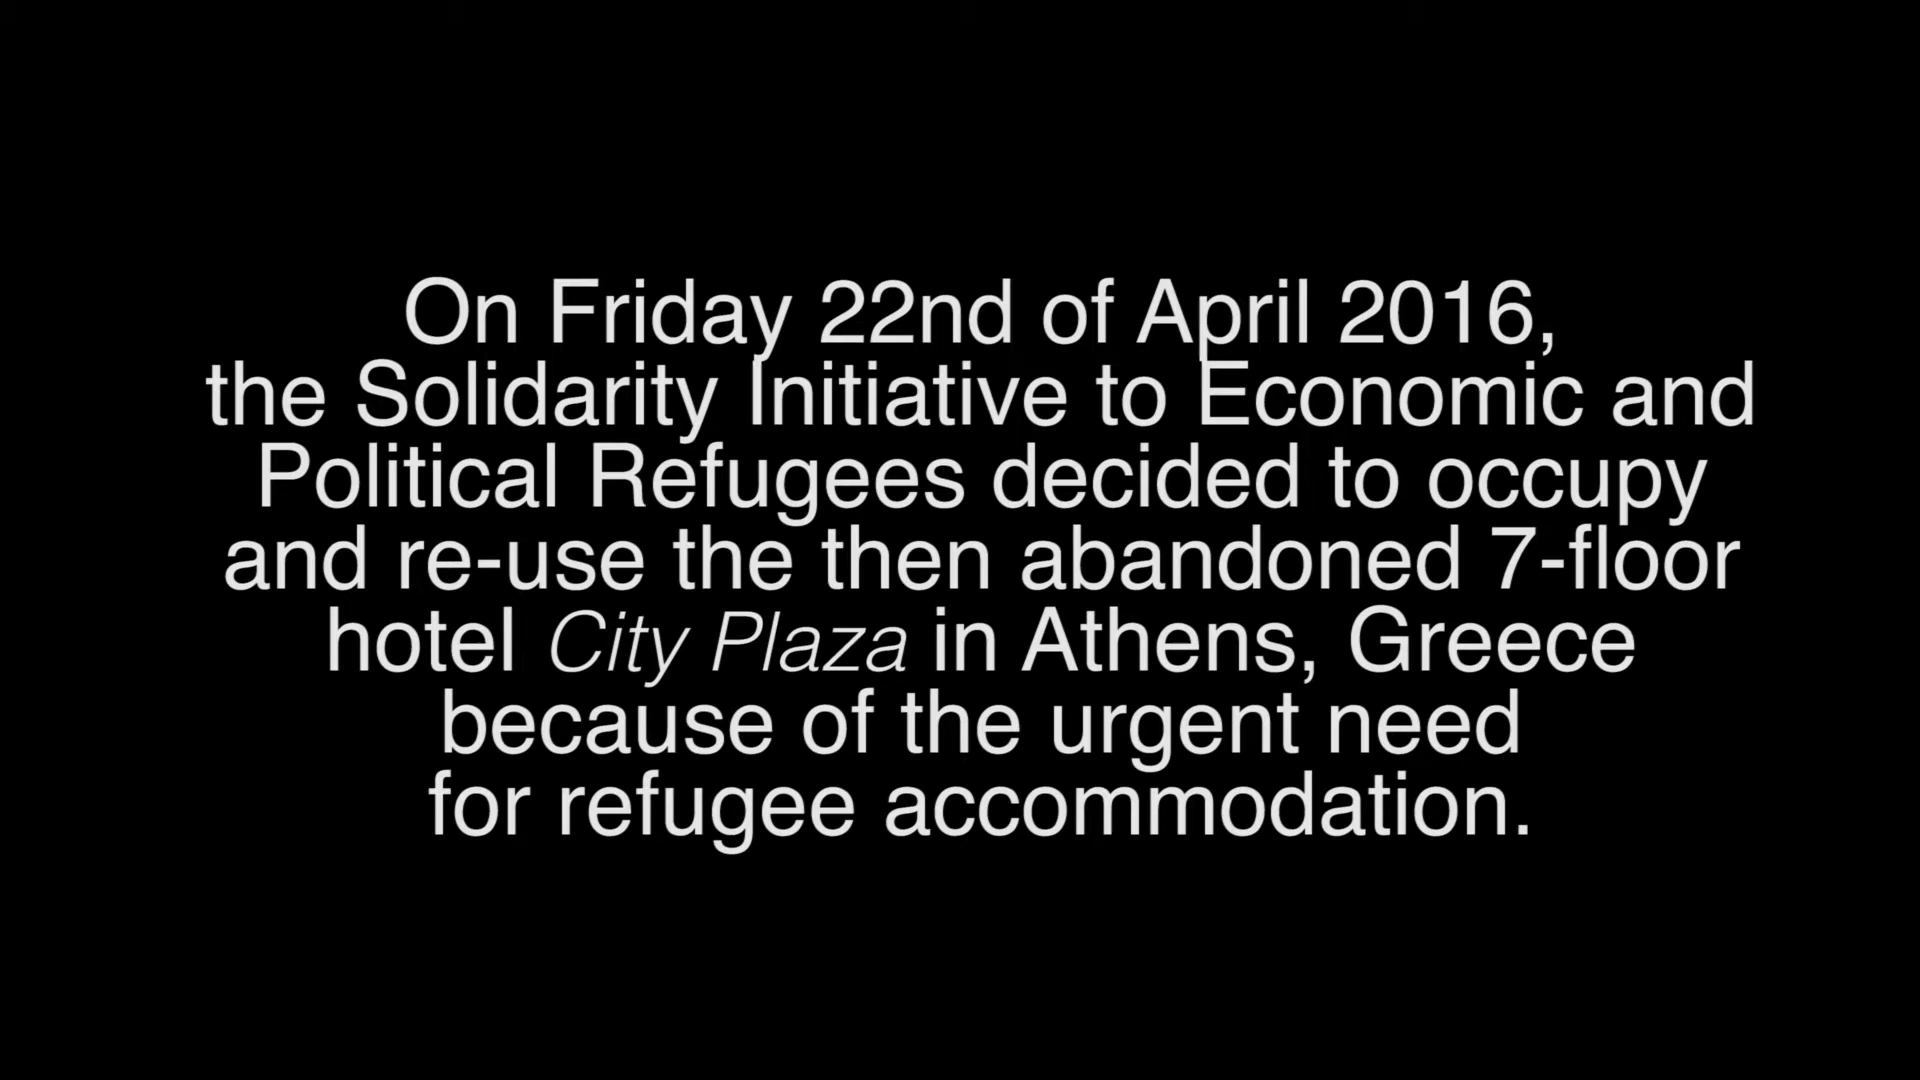 On Friday 22nd of April 2016,
the Solidarity Initiative to Economic and
Political Refugees decided to occupy
and re-use the then abandoned 7-floor
hotel City Plaza in Athens, Greece
because of the urgent need
for refugee accommodation.